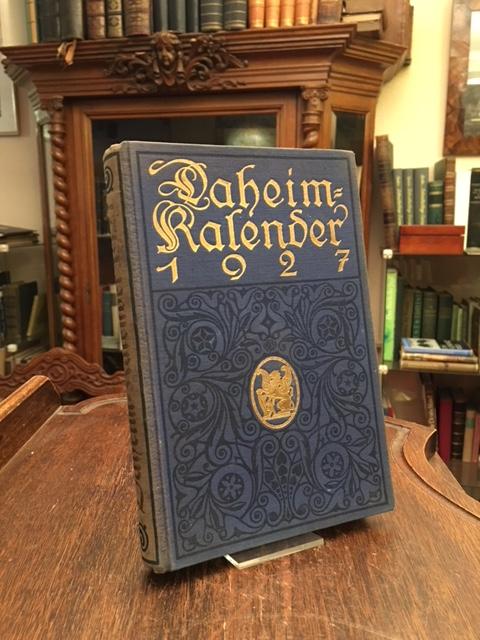 Daheim=
Kalender
1927